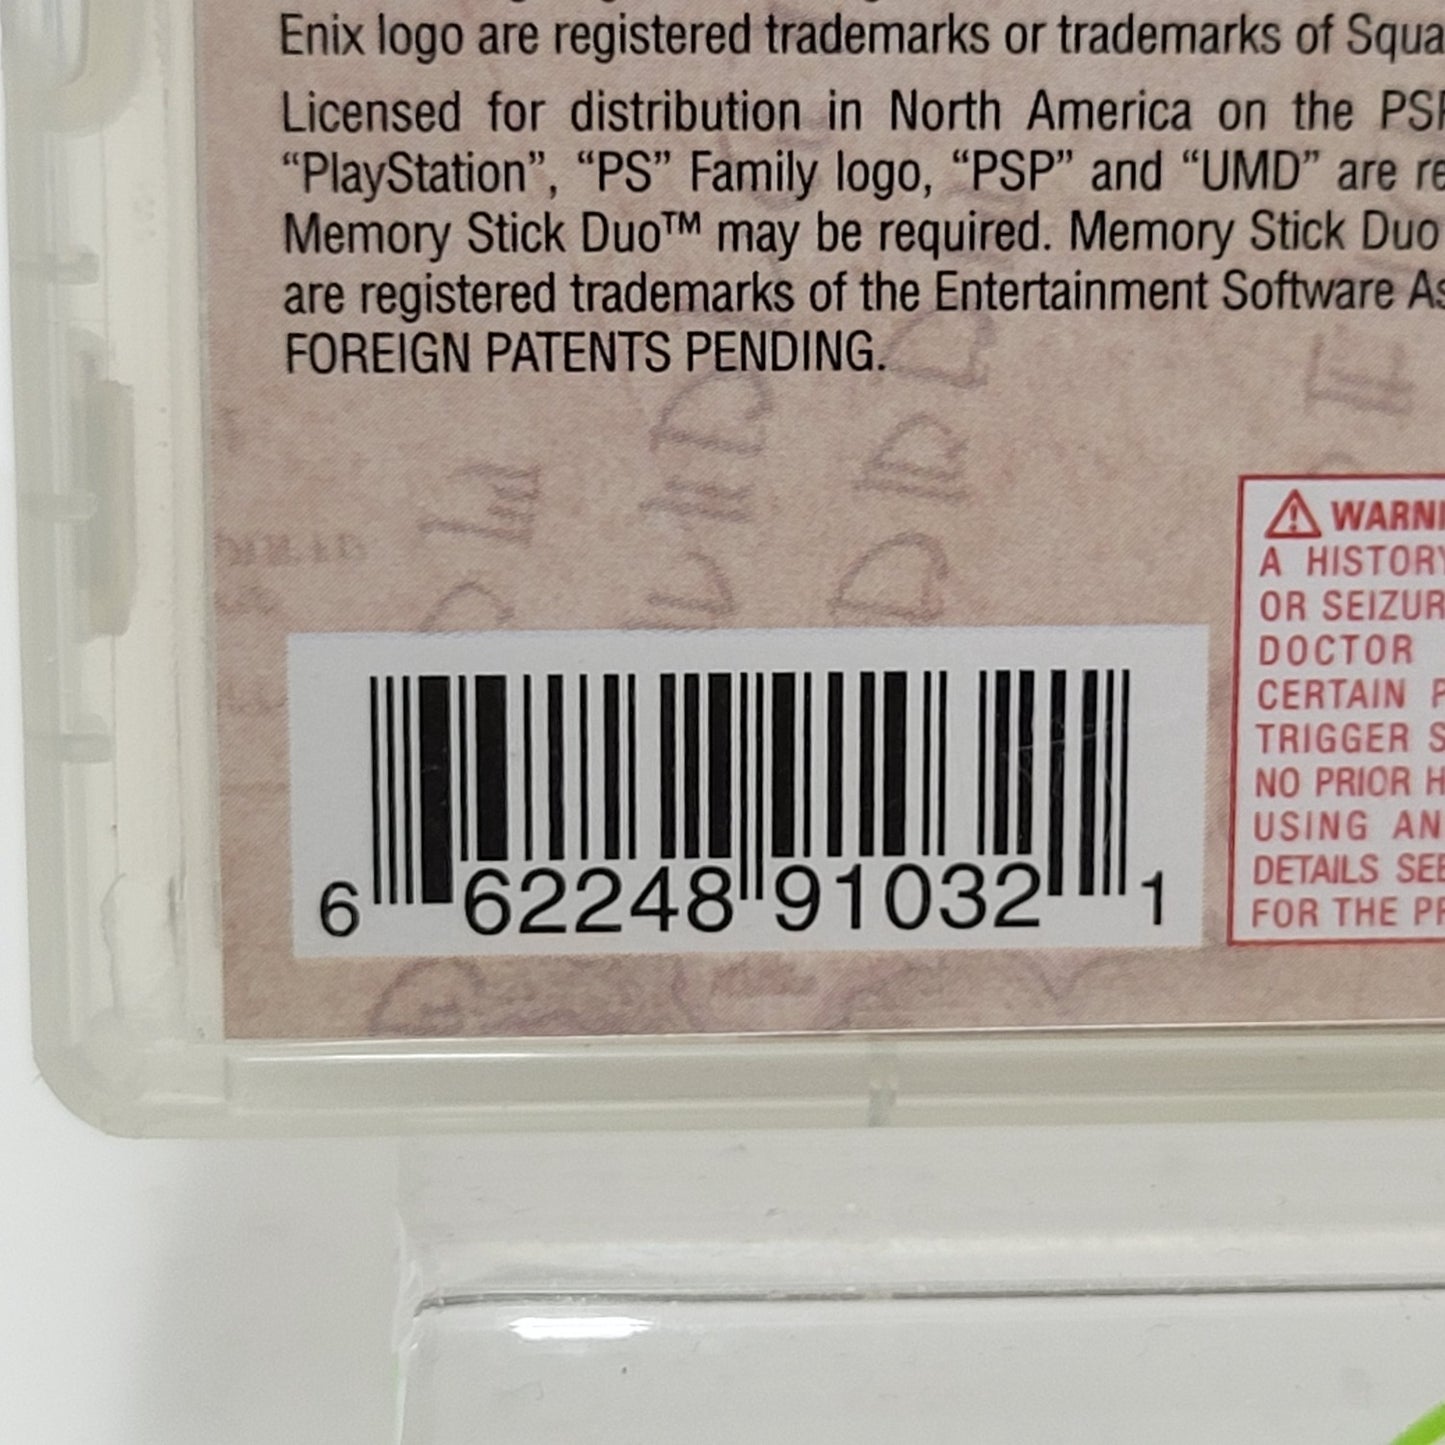 Enix logo are registered trademarks or trademarks of Squa
Licensed for distribution in North America on the PSP
“PlayStation”, “PS” Family logo, “PSP” and “UMD” are re
Memory Stick Duo™ may be required. Memory Stick Duo
are registered trademarks of the Entertainment Software As
FOREIGN PATENTS PENDING.
WARNI
A HISTORY
OR SEIZUR
DOCTOR
CERTAIN P
TRIGGER S
NO PRIOR H
USING AN
DETAILS SEE
FOR THE PR
6 62248 91032 1